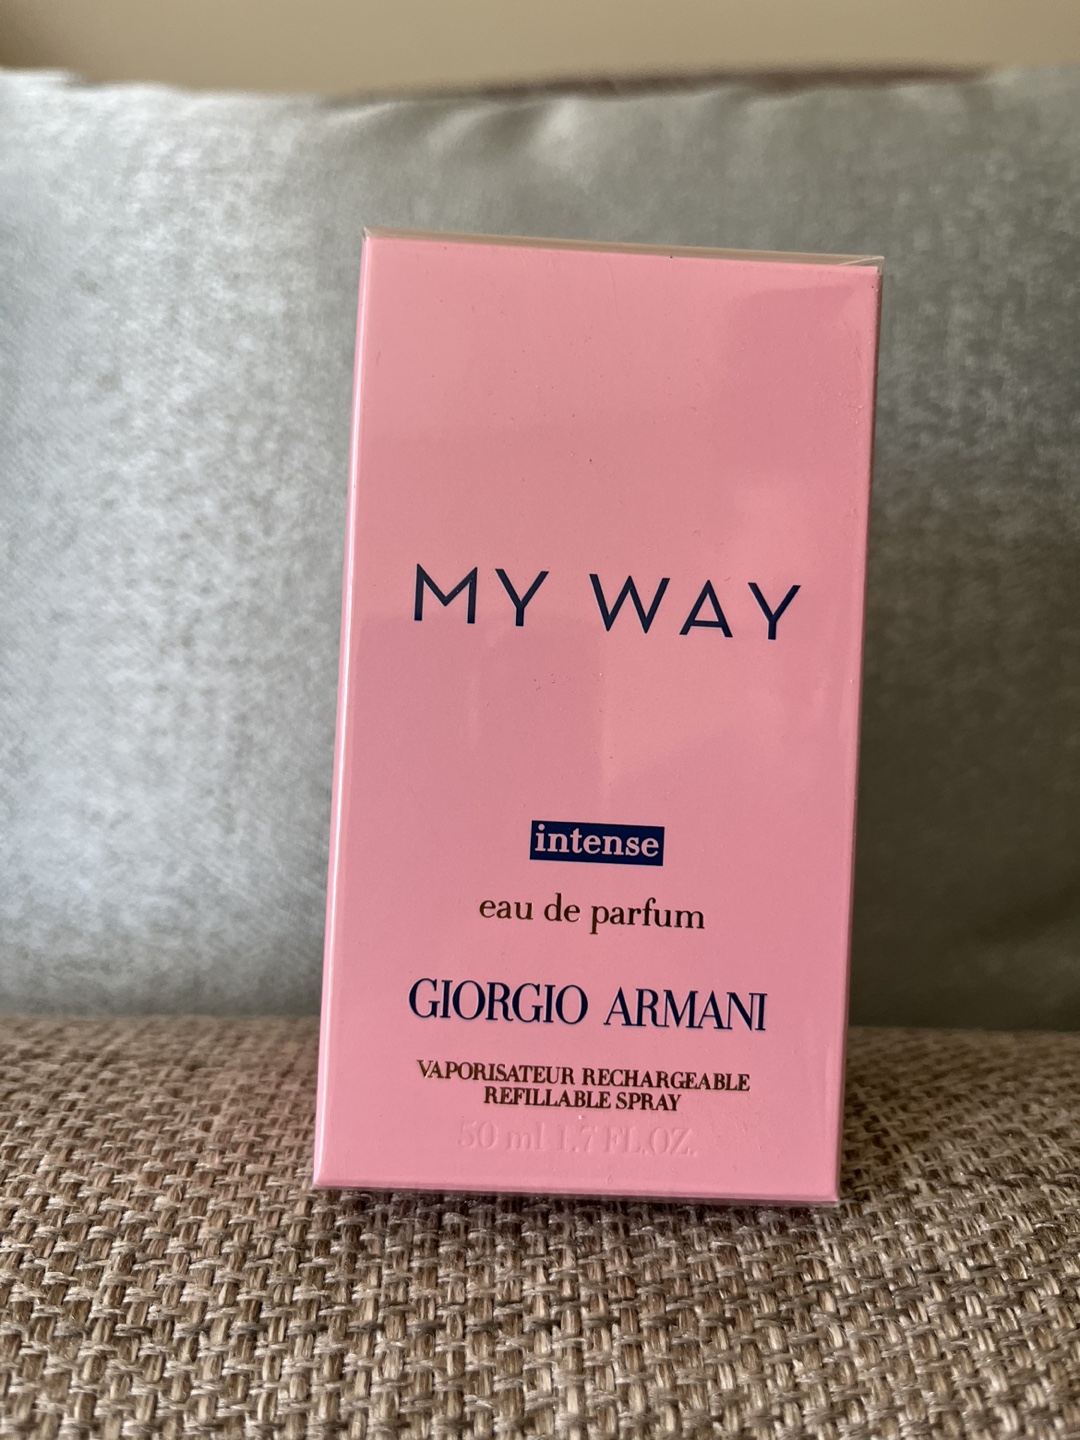 MY WAY
intense
eau de parfum
GIORGIO ARMANI
VAPORISATEUR RECHARGEABLE
REFILLABLE SPRAY
50 ml 1.7 FL.OZ.